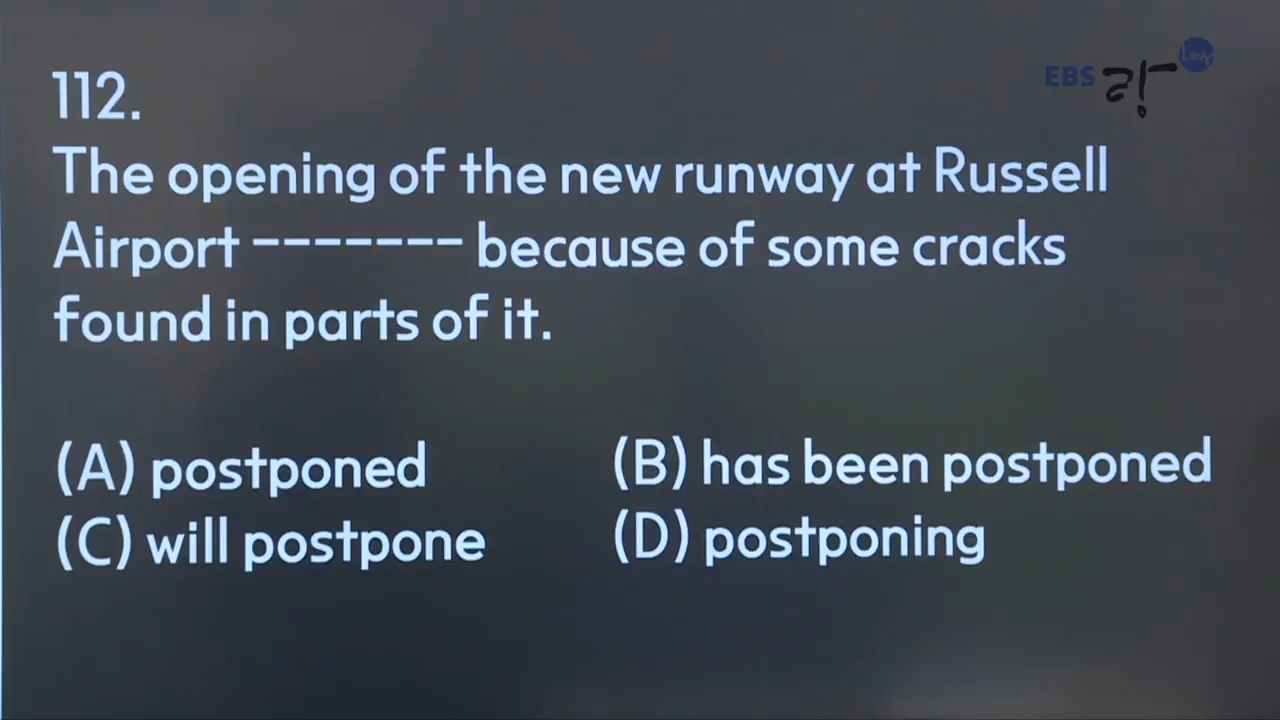 112.
EBS 랑 Lang
The opening of the new runway at Russell
Airport ------- because of some cracks
found in parts of it.
(A) postponed (B) has been postponed
(C) will postpone (D) postponing